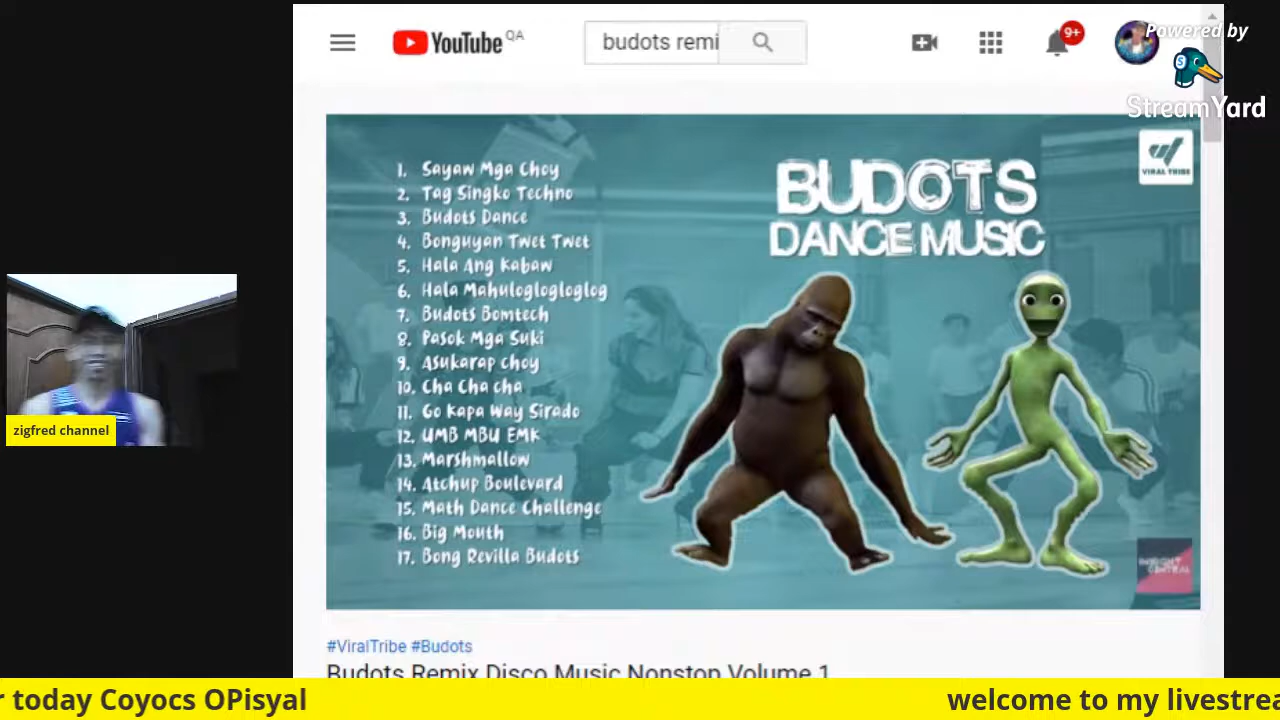 YouTube QA
budots remi
9+
Powered by
StreamYard
1. Sayaw Mga Choy
2. Tag Singko Techno
3. Budots Dance
4. Bonguyan Twet Twet
5. Hala Ang Kabaw
6. Hala Mahuloglogloglog
7. Budots Bomtech
8. Pasok Mga Suki
9. Asukarap Choy
10. Cha Cha Cha
11. Go Kapa Way Sirado
12. UMB MBU EMK
13. Marshmallow
14. Atchup Boulevard
15. Math Dance Challenge
16. Big Mouth
17. Bong Revilla Budots
BUDOTS
DANCE MUSIC
VIRAL TRIBE
zigfred channel
#ViralTribe #Budots
Budots Remix Disco Music Nonstop Volume 1
r today Coyocs OPisyal
welcome to my livestrea